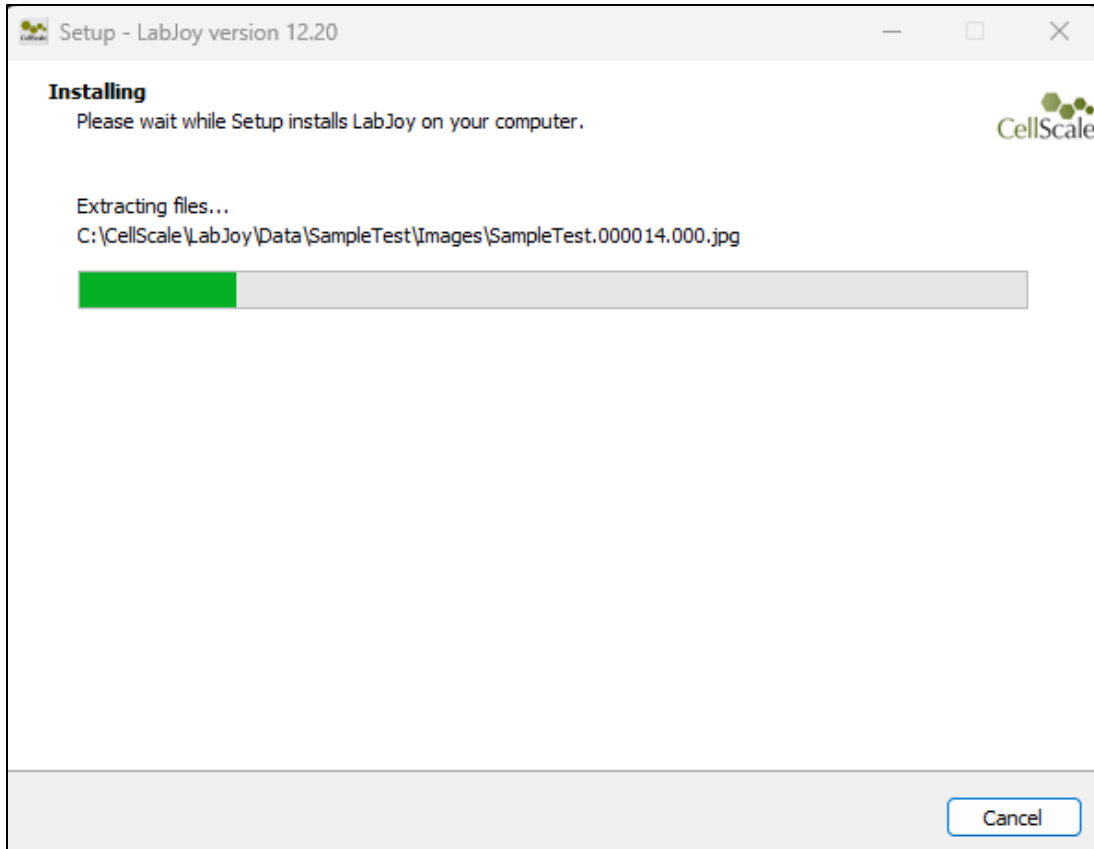 Setup - LabJoy version 12.20
Installing
Please wait while Setup installs LabJoy on your computer.
CellScale
Extracting files...
C:\CellScale\LabJoy\Data\SampleTest\Images\SampleTest.000014.000.jpg
Cancel